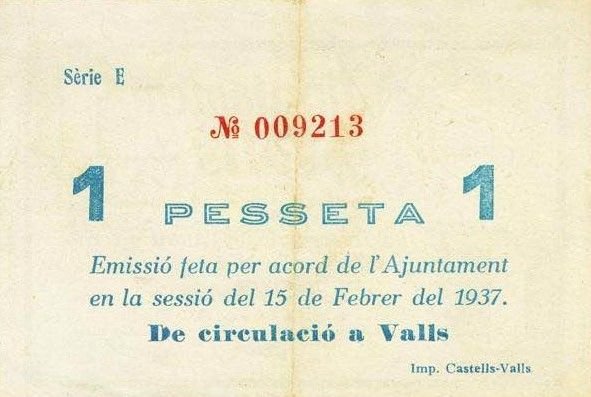 Sèrie E
№ 009213
1 PESSETA 1
Emissió feta per acord de l'Ajuntament
en la sessió del 15 de Febrer del 1937.
De circulació a Valls
Imp. Castells-Valls